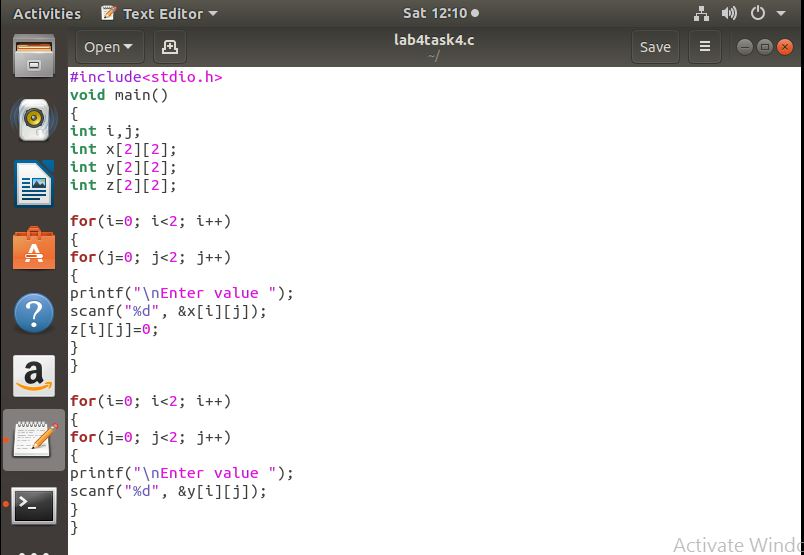 Activities Text Editor Sat 12:10
Open lab4task4.c Save
~/
#include<stdio.h>
void main()
{
int i,j;
int x[2][2];
int y[2][2];
int z[2][2];
for(i=0; i<2; i++)
{
for(j=0; j<2; j++)
{
printf("\nEnter value ");
scanf("%d", &x[i][j]);
z[i][j]=0;
}
}
for(i=0; i<2; i++)
{
for(j=0; j<2; j++)
{
printf("\nEnter value ");
scanf("%d", &y[i][j]);
}
}
Activate Windo